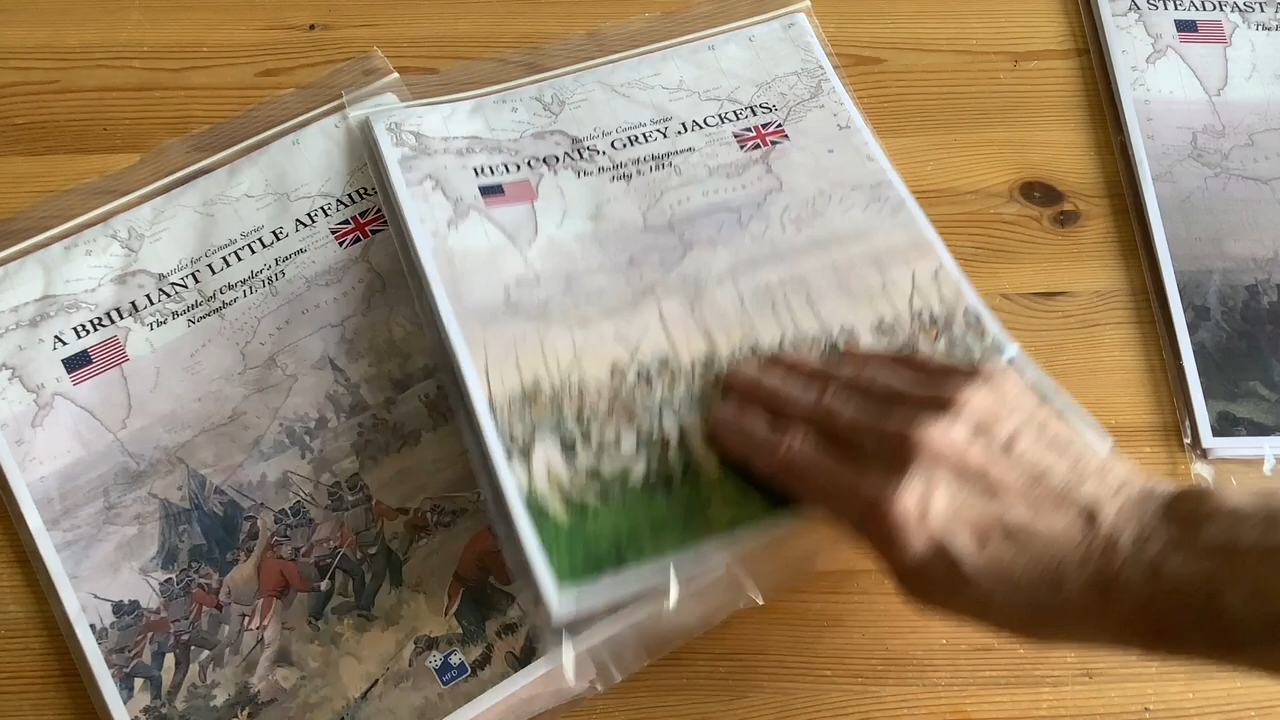 Battles for Canada Series
A BRILLIANT LITTLE AFFAIR:
The Battle of Chrysler's Farm,
November 11, 1813
LAKE ONTARIO
HFD
Battles for Canada Series
RED COATS, GREY JACKETS:
The Battle of Chippawa,
July 5, 1814
A STEADFAST